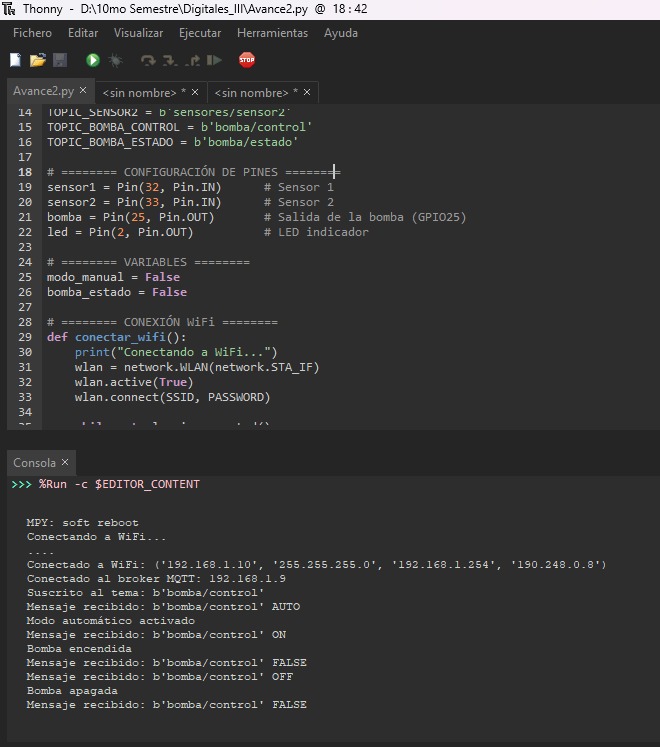 Thonny - D:\10mo Semestre\Digitales_III\Avance2.py @ 18 : 42
Fichero Editar Visualizar Ejecutar Herramientas Ayuda
STOP
Avance2.py × <sin nombre> * × <sin nombre> * ×
14 TOPIC_SENSOR2 = b'sensores/sensor2'
15 TOPIC_BOMBA_CONTROL = b'bomba/control'
16 TOPIC_BOMBA_ESTADO = b'bomba/estado'
17
18 # ======== CONFIGURACIÓN DE PINES ========
19 sensor1 = Pin(32, Pin.IN) # Sensor 1
20 sensor2 = Pin(33, Pin.IN) # Sensor 2
21 bomba = Pin(25, Pin.OUT) # Salida de la bomba (GPIO25)
22 led = Pin(2, Pin.OUT) # LED indicador
23
24 # ======== VARIABLES ========
25 modo_manual = False
26 bomba_estado = False
27
28 # ======== CONEXIÓN WiFi ========
29 def conectar_wifi():
30 print("Conectando a WiFi...")
31 wlan = network.WLAN(network.STA_IF)
32 wlan.active(True)
33 wlan.connect(SSID, PASSWORD)
34
Consola ×
>>> %Run -c $EDITOR_CONTENT
MPY: soft reboot
Conectando a WiFi...
....
Conectado a WiFi: ('192.168.1.10', '255.255.255.0', '192.168.1.254', '190.248.0.8')
Conectado al broker MQTT: 192.168.1.9
Suscrito al tema: b'bomba/control'
Mensaje recibido: b'bomba/control' AUTO
Modo automático activado
Mensaje recibido: b'bomba/control' ON
Bomba encendida
Mensaje recibido: b'bomba/control' FALSE
Mensaje recibido: b'bomba/control' OFF
Bomba apagada
Mensaje recibido: b'bomba/control' FALSE